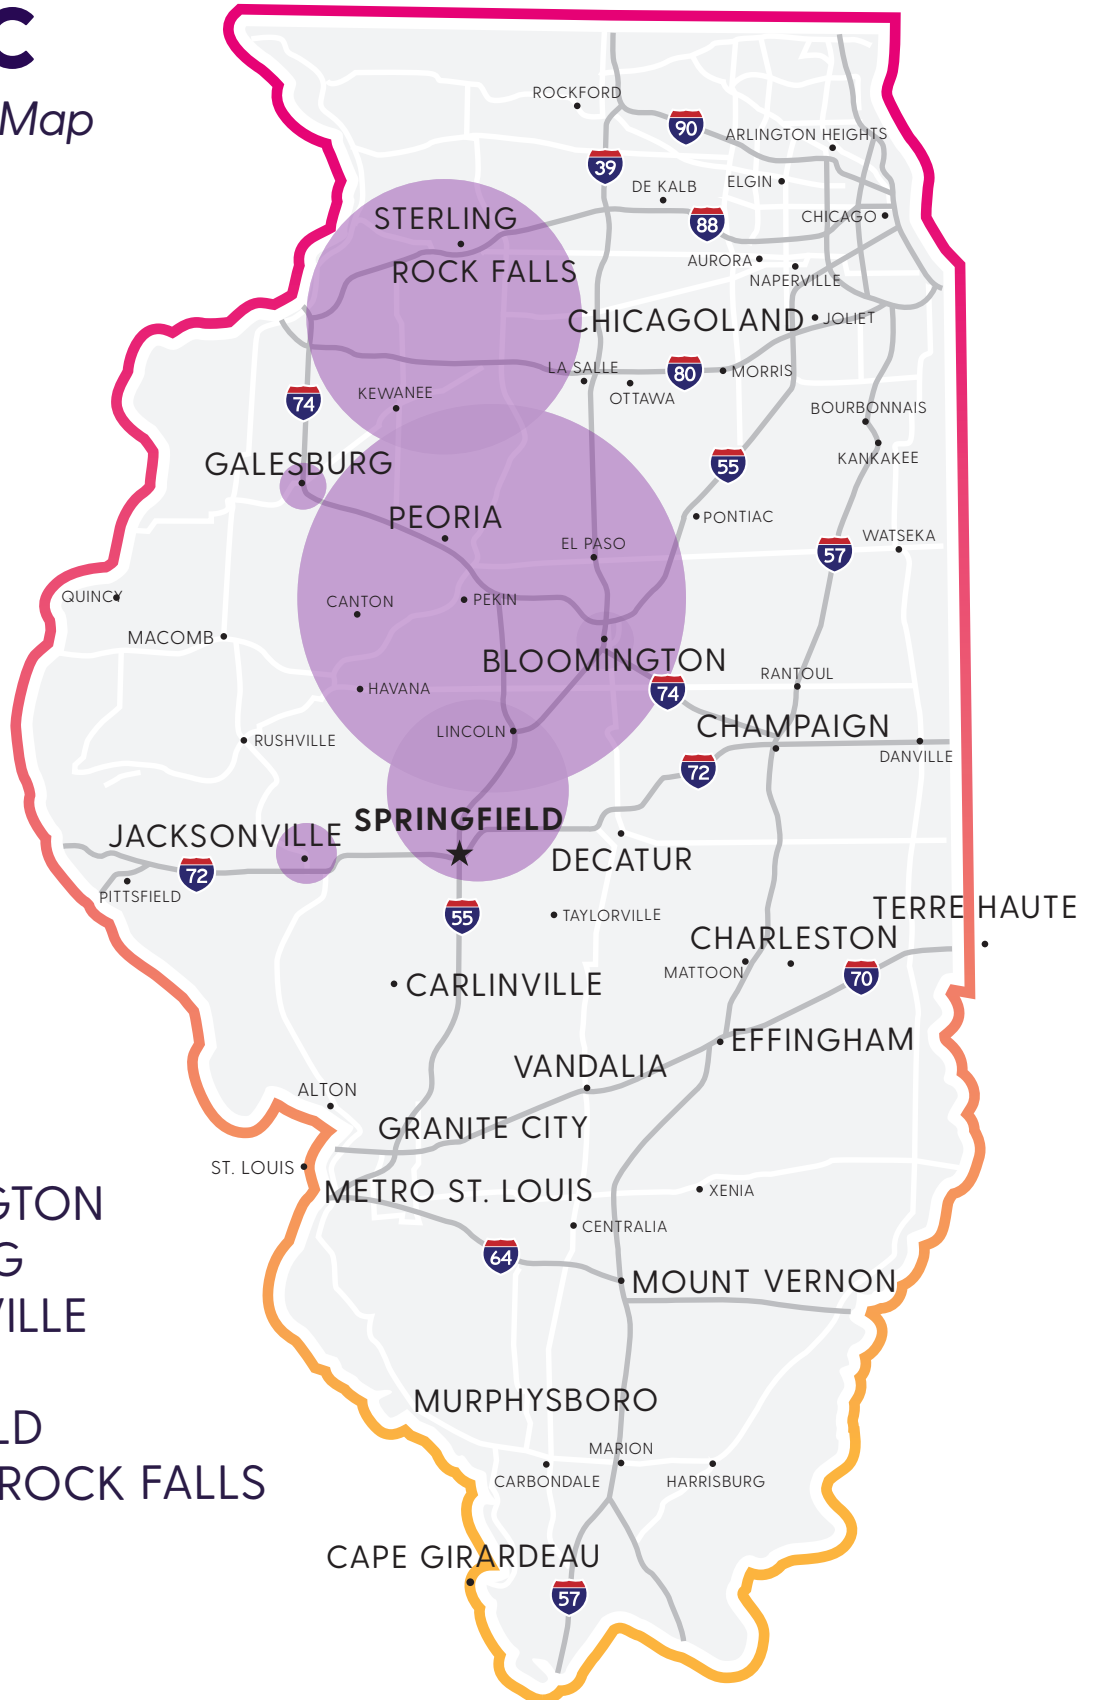 C
Map
ROCKFORD
90
ARLINGTON HEIGHTS
39
DE KALB
ELGIN
STERLING
88
CHICAGO
ROCK FALLS
AURORA
NAPERVILLE
CHICAGOLAND
JOLIET
LA SALLE
80
MORRIS
74
KEWANEE
OTTAWA
BOURBONNAIS
GALESBURG
55
KANKAKEE
PEORIA
PONTIAC
EL PASO
57
WATSEKA
QUINCY
CANTON
PEKIN
MACOMB
BLOOMINGTON
RANTOUL
HAVANA
74
LINCOLN
CHAMPAIGN
RUSHVILLE
DANVILLE
72
SPRINGFIELD
JACKSONVILLE
DECATUR
72
PITTSFIELD
55
TAYLORVILLE
TERRE HAUTE
CHARLESTON
MATTOON
70
CARLINVILLE
EFFINGHAM
VANDALIA
ALTON
GRANITE CITY
ST. LOUIS
METRO ST. LOUIS
XENIA
GTON
CENTRALIA
G
64
MOUNT VERNON
VILLE
MURPHYSBORO
LD
MARION
CARBONDALE
HARRISBURG
ROCK FALLS
CAPE GIRARDEAU
57